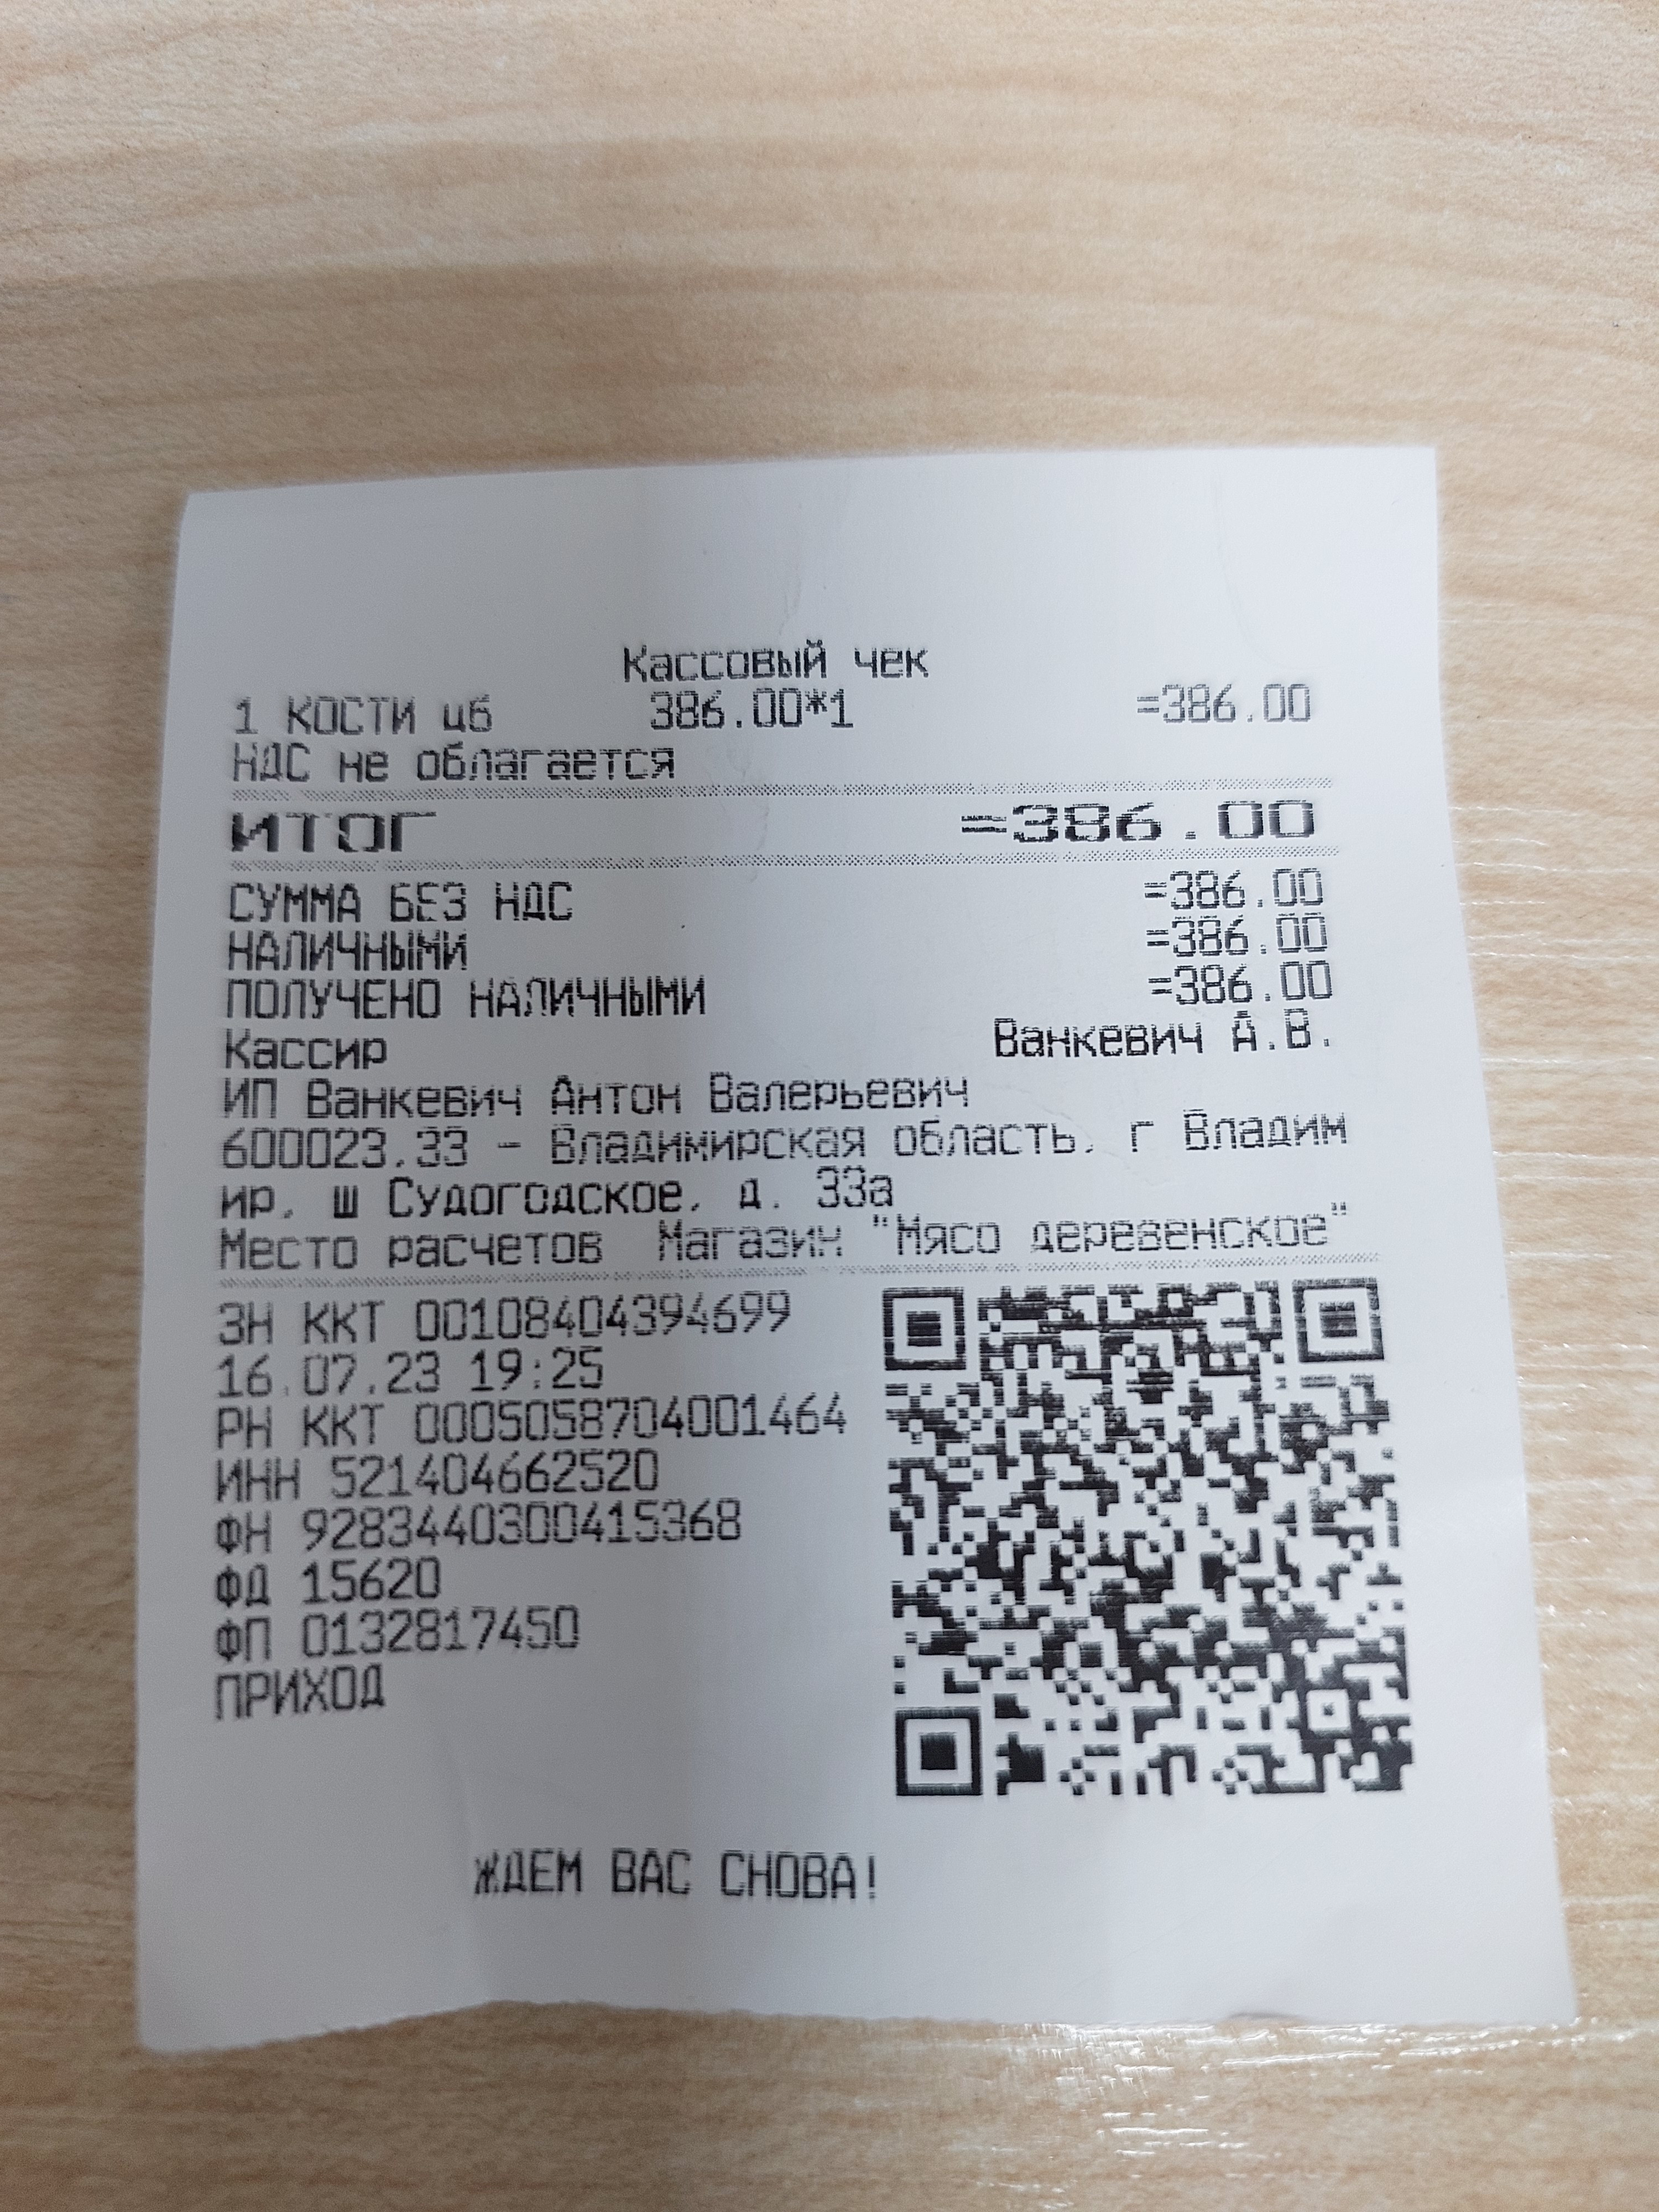 Кассовый чек
1 КОСТИ цб 386.00*1 =386.00
НДС не облагается
ИТОГ =386.00
СУММА БЕЗ НДС =386.00
НАЛИЧНЫМИ =386.00
ПОЛУЧЕНО НАЛИЧНЫМИ =386.00
Кассир Ванкевич А.В.
ИП Ванкевич Антон Валерьевич
600023,33 - Владимирская область, г Владим
ир, ш Судогодское, д. 33а
Место расчетов Магазин "Мясо деревенское"
ЗН ККТ 00108404394699
16.07.23 19:25
РН ККТ 0005058704001464
ИНН 521404662520
ФН 9283440300415368
ФД 15620
ФП 0132817450
ПРИХОД
ЖДЕМ ВАС СНОВА!